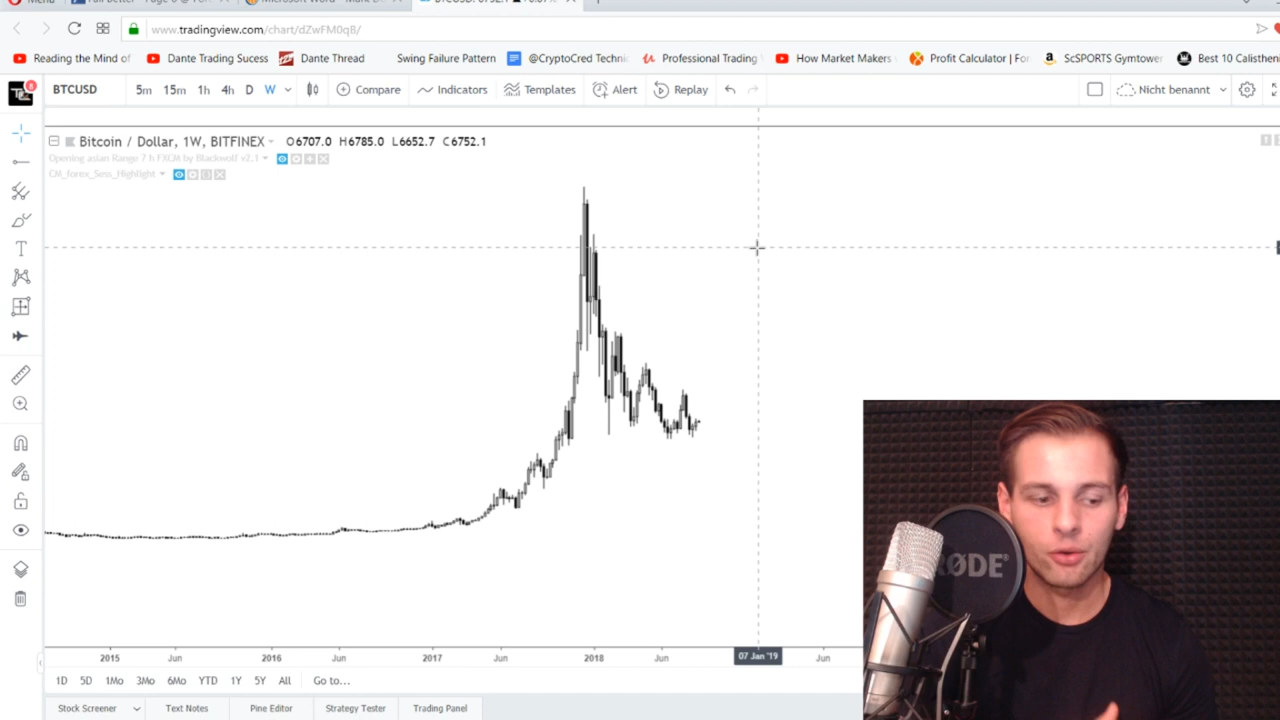 Menu
www.tradingview.com/chart/dZwFM0qB/
Reading the Mind of Dante Trading Sucess Dante Thread Swing Failure Pattern @CryptoCred Techni Professional Trading How Market Makers Profit Calculator | For ScSPORTS Gymtower Best 10 Calisthen
8
BTCUSD 5m 15m 1h 4h D W Compare Indicators Templates Alert Replay Nicht benannt
Bitcoin / Dollar, 1W, BITFINEX O6707.0 H6785.0 L6652.7 C6752.1
Opening asian Range 7 h FXCM by Blackwolf v2.1
CM_forex_Sens_Highlight
RØDE
2015 Jun 2016 Jun 2017 Jun 2018 Jun 07 Jan '19 Jun
1D 5D 1Mo 3Mo 6Mo YTD 1Y 5Y All Go to...
Stock Screener Text Notes Pine Editor Strategy Tester Trading Panel